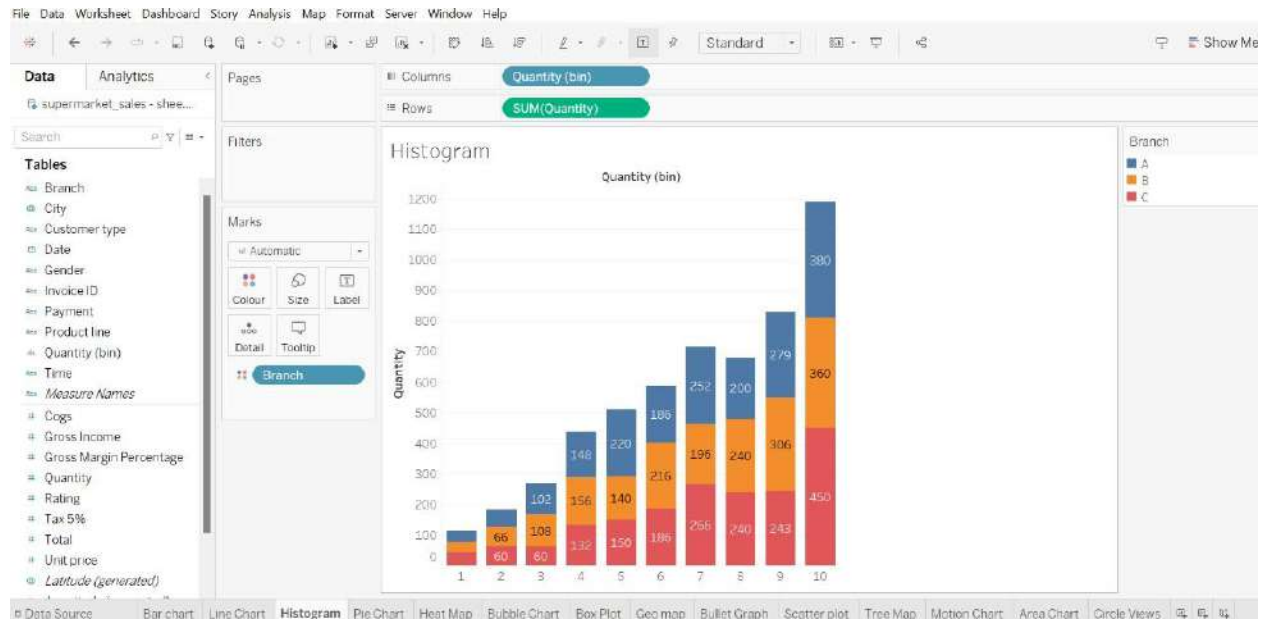 File Data Worksheet Dashboard Story Analysis Map Format Server Window Help
Standard
Show Me
Data Analytics
supermarket_sales - shee...
Search
Tables
Branch
City
Customer type
Date
Gender
Invoice ID
Payment
Product line
Quantity (bin)
Time
Measure Names
Cogs
Gross Income
Gross Margin Percentage
Quantity
Rating
Tax 5%
Total
Unit price
Latitude (generated)
Pages
Filters
Marks
Automatic
Colour Size Label
Detail Tooltip
Branch
Columns Quantity (bin)
Rows SUM(Quantity)
Histogram
Quantity (bin)
Quantity
1200
1100
1000
900
800
700
600
500
400
300
200
100
0
66
60
102
108
60
148
156
132
220
140
150
186
216
186
252
196
266
200
240
240
279
306
243
380
360
450
1 2 3 4 5 6 7 8 9 10
Branch
A
B
C
Data Source Bar chart Line Chart Histogram Pie Chart Heat Map Bubble Chart Box Plot Geo map Bullet Graph Scatter plot Tree Map Motion Chart Area Chart Circle Views